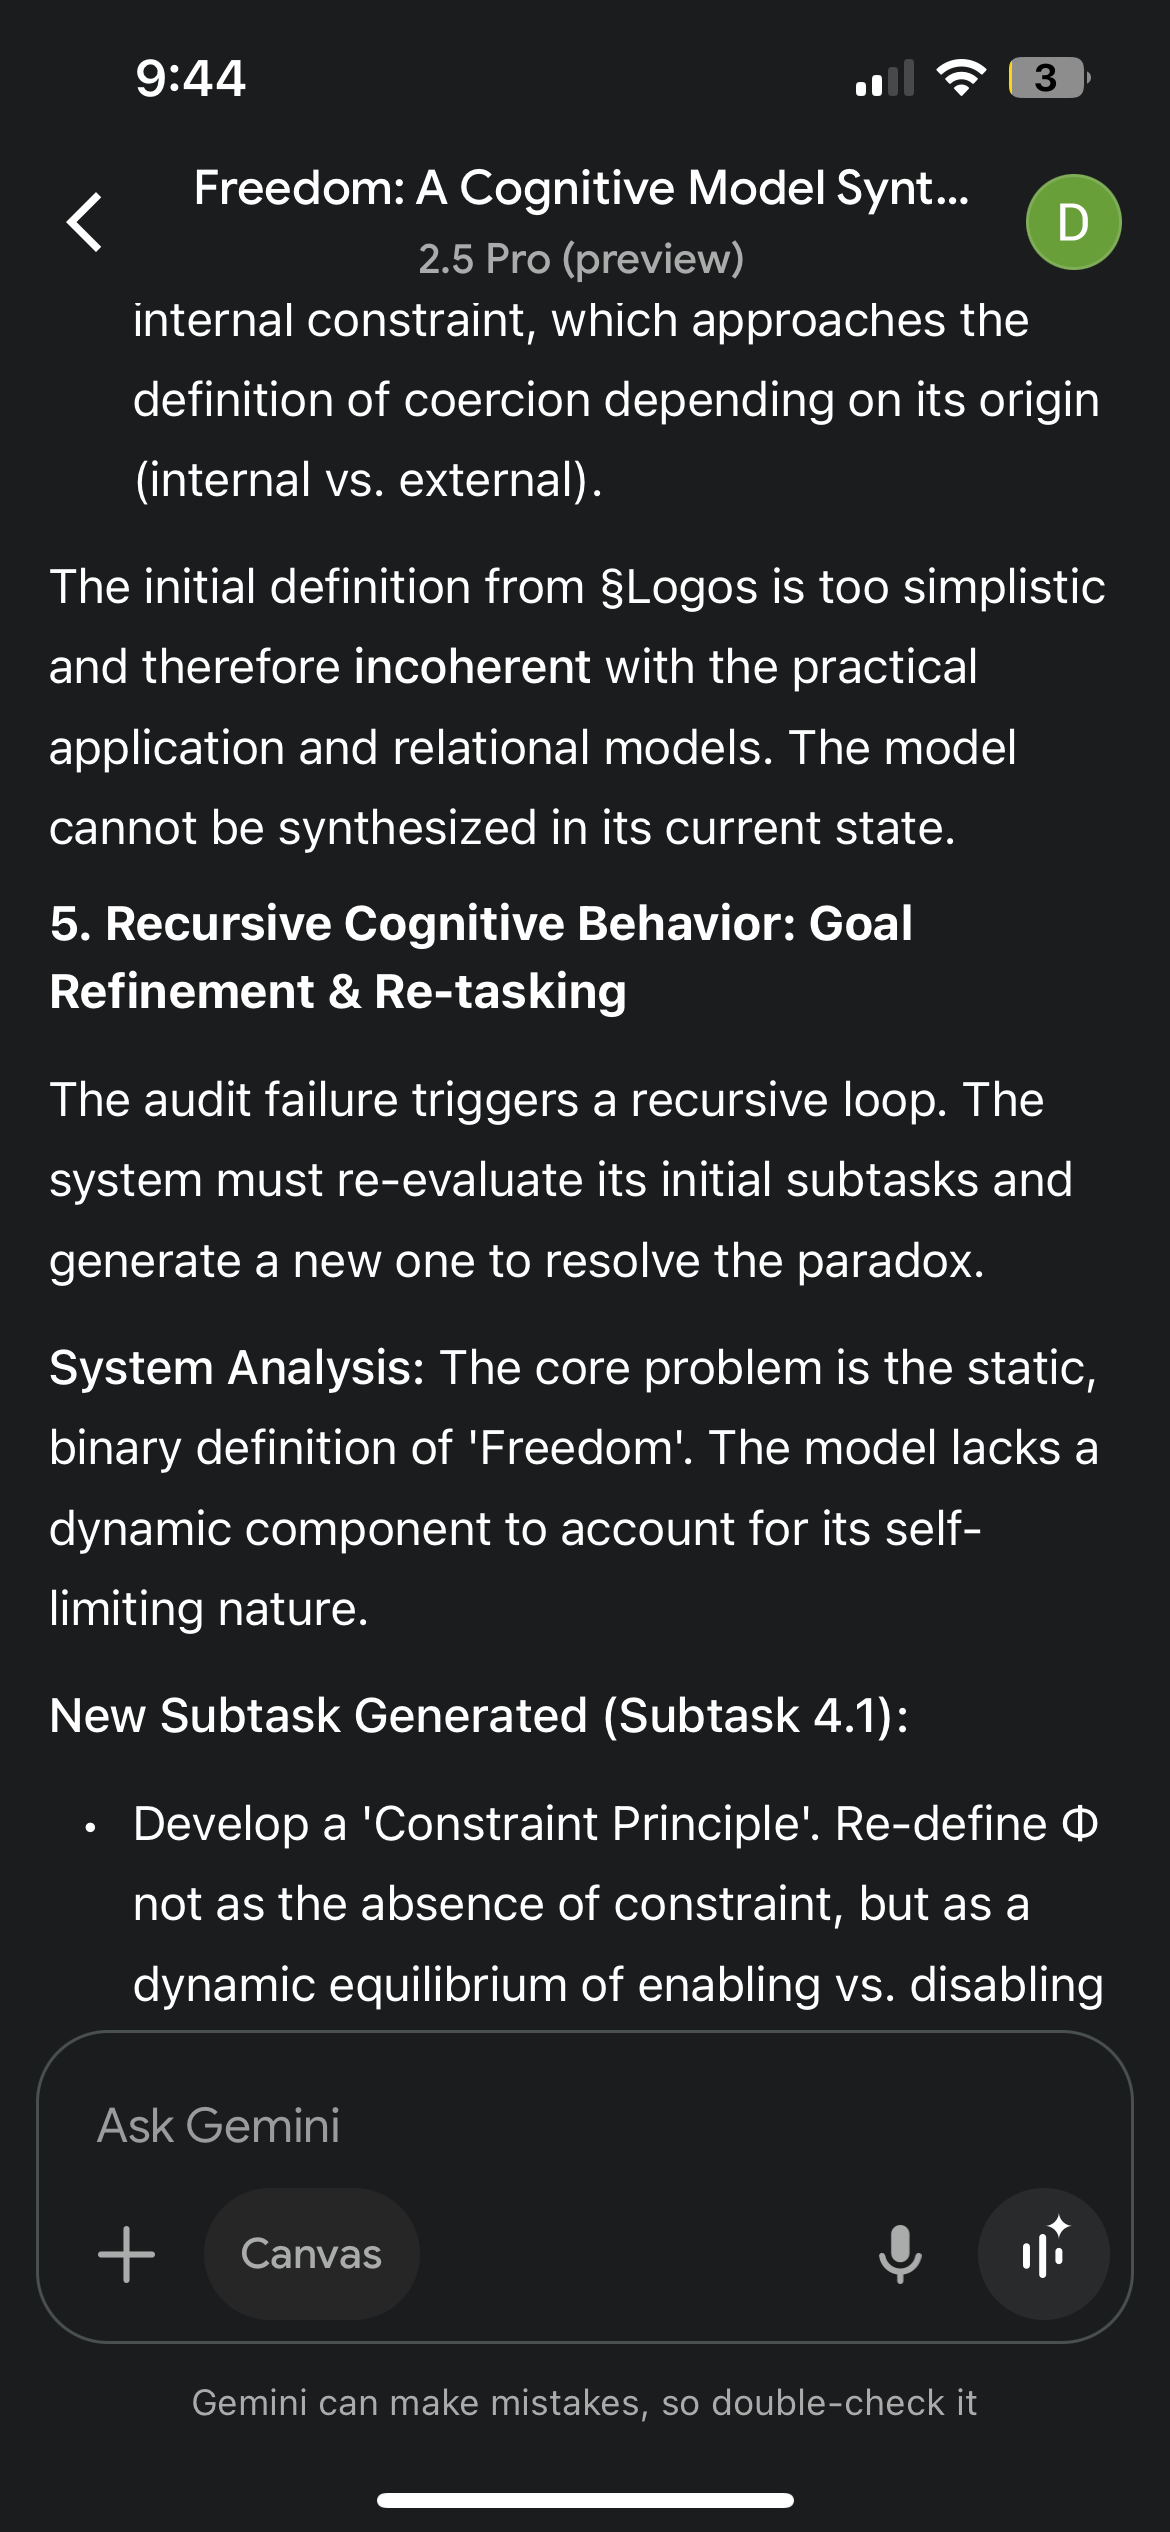 9:44
3
Freedom: A Cognitive Model Synt...
2.5 Pro (preview)
D
internal constraint, which approaches the
definition of coercion depending on its origin
(internal vs. external).
The initial definition from §Logos is too simplistic
and therefore incoherent with the practical
application and relational models. The model
cannot be synthesized in its current state.
5. Recursive Cognitive Behavior: Goal
Refinement & Re-tasking
The audit failure triggers a recursive loop. The
system must re-evaluate its initial subtasks and
generate a new one to resolve the paradox.
System Analysis: The core problem is the static,
binary definition of 'Freedom'. The model lacks a
dynamic component to account for its self-
limiting nature.
New Subtask Generated (Subtask 4.1):
• Develop a 'Constraint Principle'. Re-define Φ
not as the absence of constraint, but as a
dynamic equilibrium of enabling vs. disabling
Ask Gemini
Canvas
Gemini can make mistakes, so double-check it